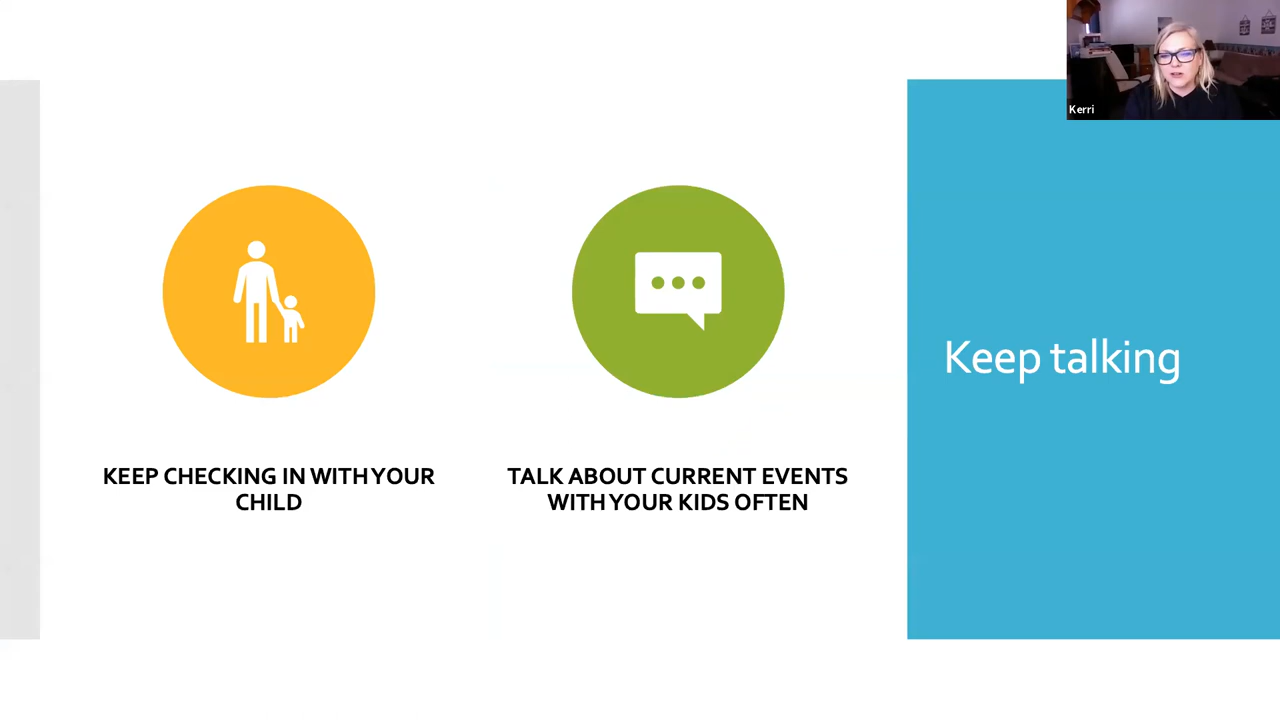 Kerri
KEEP CHECKING IN WITH YOUR
CHILD
TALK ABOUT CURRENT EVENTS
WITH YOUR KIDS OFTEN
Keep talking